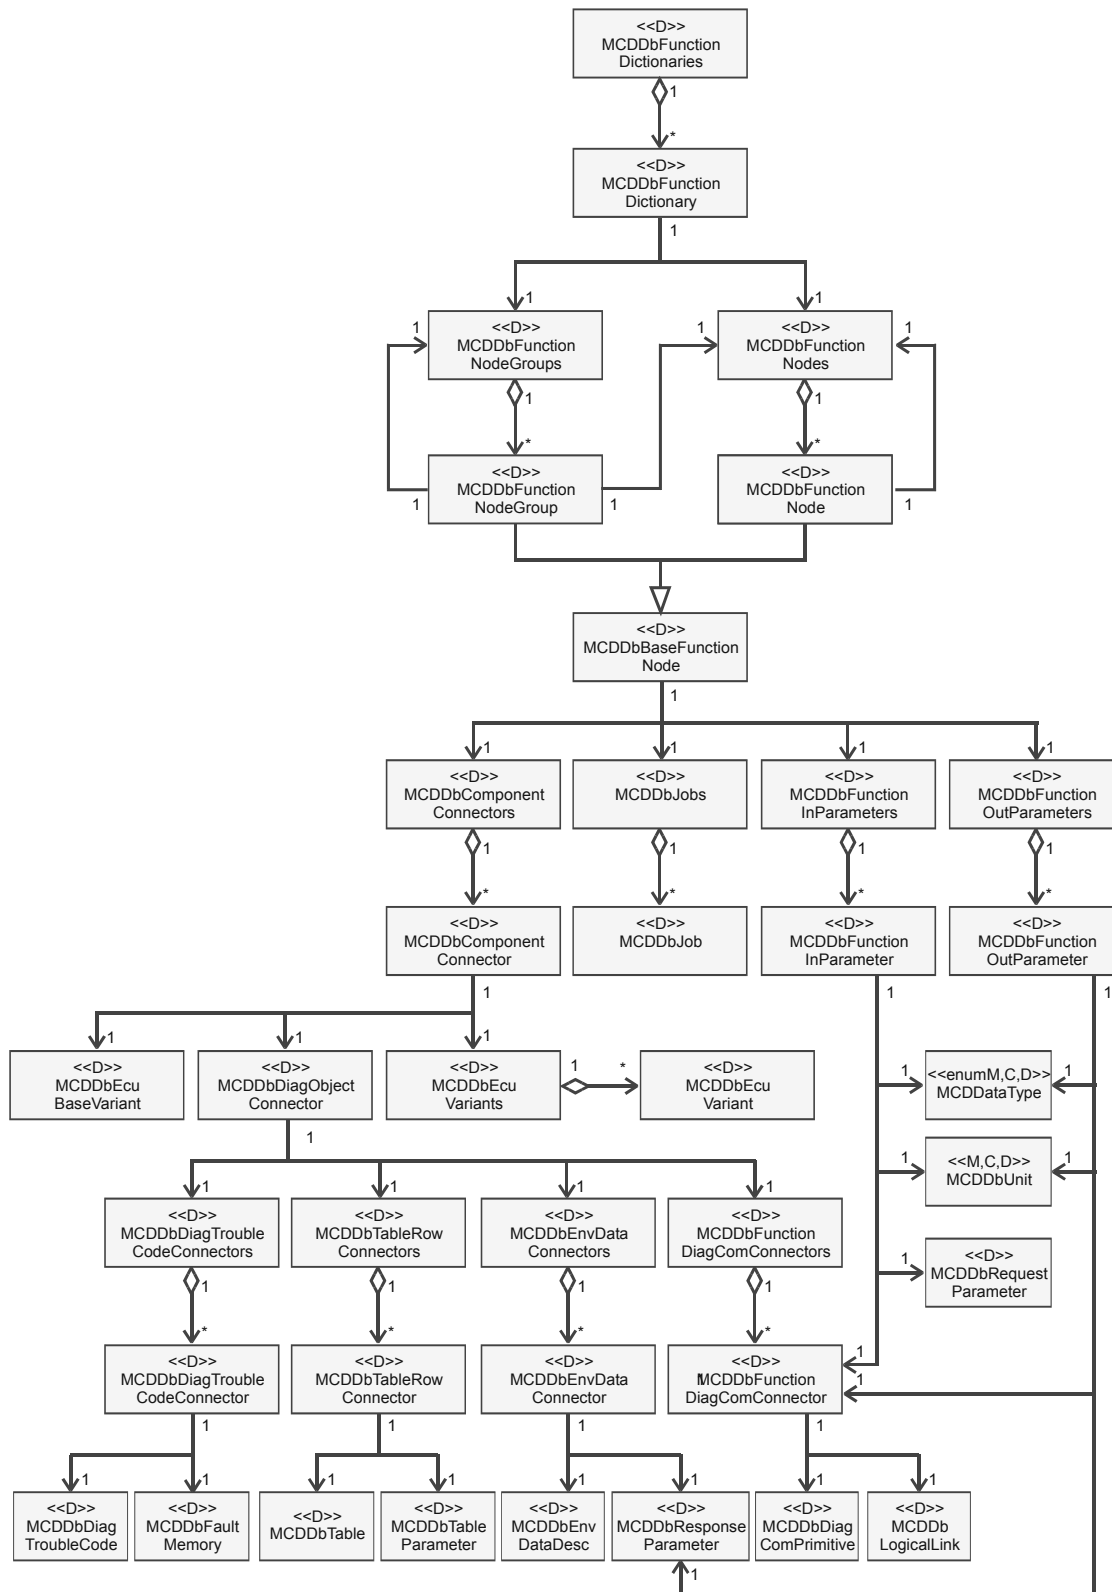 <<D>>
MCDDbFunction
Dictionaries
1
*
<<D>>
MCDDbFunction
Dictionary
1
1
1
1
<<D>>
MCDDbFunction
NodeGroups
1
<<D>>
MCDDbFunction
Nodes
1
1
1
*
*
<<D>>
MCDDbFunction
NodeGroup
<<D>>
MCDDbFunction
Node
1
1
1
<<D>>
MCDDbBaseFunction
Node
1
1
1
1
1
<<D>>
MCDDbComponent
Connectors
<<D>>
MCDDbJobs
<<D>>
MCDDbFunction
InParameters
<<D>>
MCDDbFunction
OutParameters
1
1
1
1
*
*
*
*
<<D>>
MCDDbComponent
Connector
<<D>>
MCDDbJob
<<D>>
MCDDbFunction
InParameter
<<D>>
MCDDbFunction
OutParameter
1
1
1
1
1
1
<<D>>
MCDDbEcu
BaseVariant
<<D>>
MCDDbDiagObject
Connector
<<D>>
MCDDbEcu
Variants
1
*
<<D>>
MCDDbEcu
Variant
1
<<enumM,C,D>>
MCDDataType
1
1
1
<<M,C,D>>
MCDDbUnit
1
1
1
1
1
<<D>>
MCDDbDiagTrouble
CodeConnectors
<<D>>
MCDDbTableRow
Connectors
<<D>>
MCDDbEnvData
Connectors
<<D>>
MCDDbFunction
DiagComConnectors
1
<<D>>
MCDDbRequest
Parameter
1
1
1
1
*
*
*
*
<<D>>
MCDDbDiagTrouble
CodeConnector
<<D>>
MCDDbTableRow
Connector
<<D>>
MCDDbEnvData
Connector
<<D>>
MCDDbFunction
DiagComConnector
1
1
1
1
1
1
1
1
1
1
1
1
1
1
<<D>>
MCDDbDiag
TroubleCode
<<D>>
MCDDbFault
Memory
<<D>>
MCDDbTable
<<D>>
MCDDbTable
Parameter
<<D>>
MCDDbEnv
DataDesc
<<D>>
MCDDbResponse
Parameter
<<D>>
MCDDbDiag
ComPrimitive
<<D>>
MCDDb
LogicalLink
1